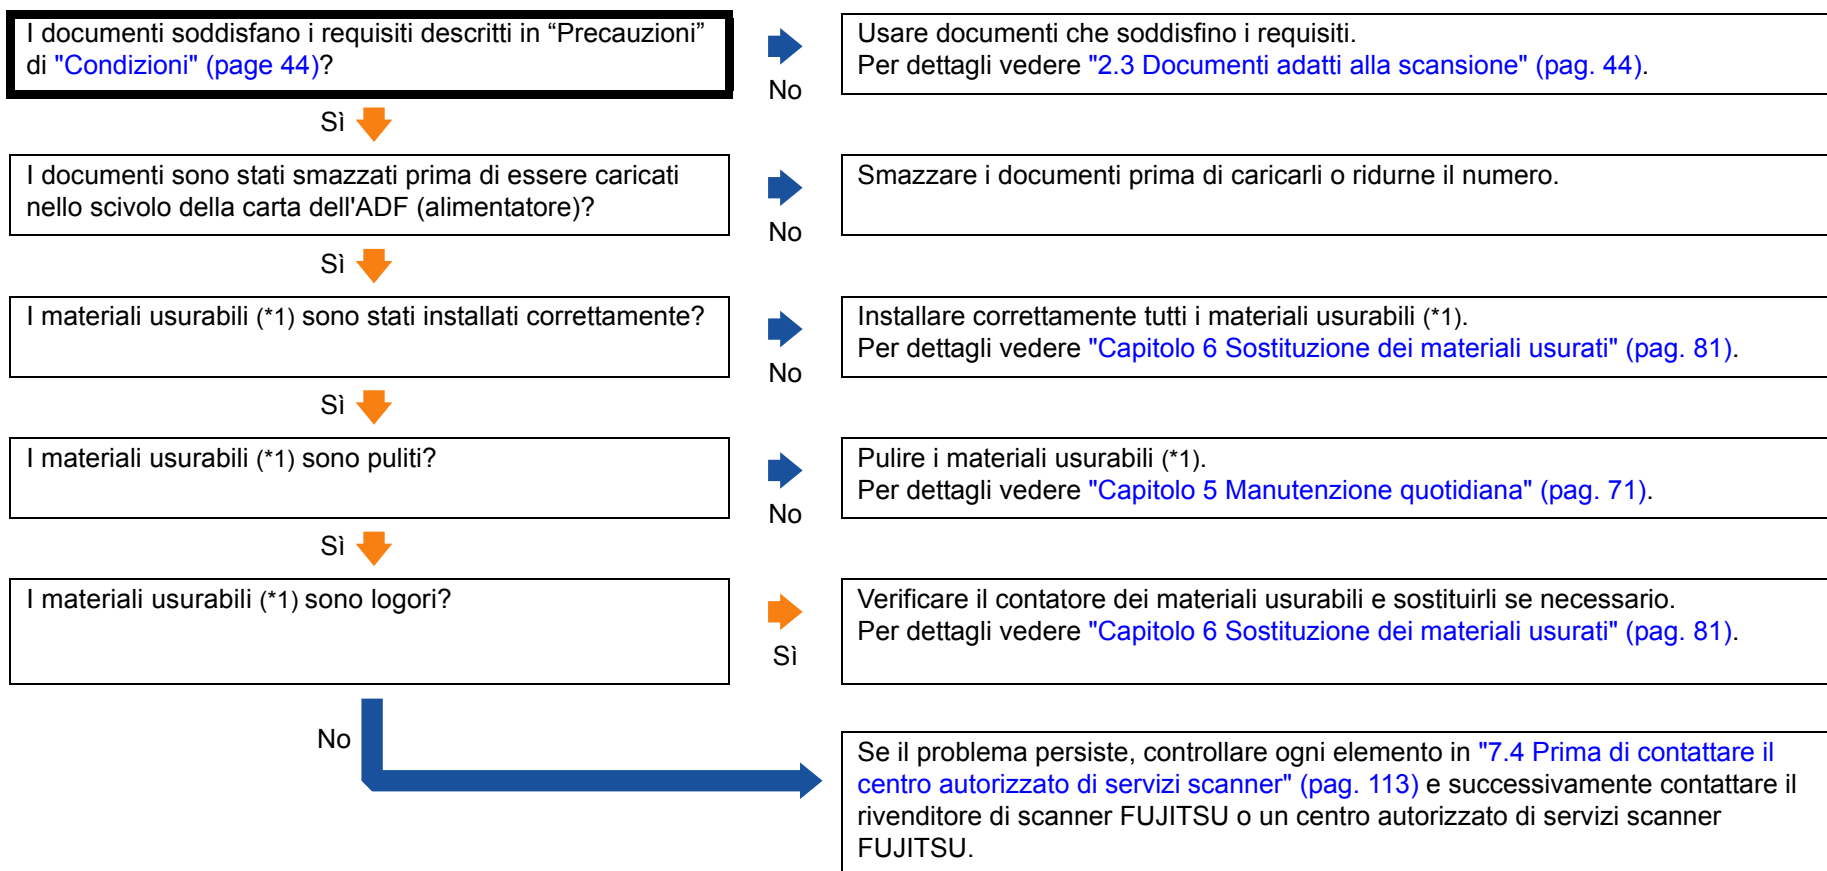 I documenti soddisfano i requisiti descritti in “Precauzioni”
di "Condizioni" (page 44)?
No
Usare documenti che soddisfino i requisiti.
Per dettagli vedere "2.3 Documenti adatti alla scansione" (pag. 44).
Sì
I documenti sono stati smazzati prima di essere caricati
nello scivolo della carta dell'ADF (alimentatore)?
No
Smazzare i documenti prima di caricarli o ridurne il numero.
Sì
I materiali usurabili (*1) sono stati installati correttamente?
No
Installare correttamente tutti i materiali usurabili (*1).
Per dettagli vedere "Capitolo 6 Sostituzione dei materiali usurati" (pag. 81).
Sì
I materiali usurabili (*1) sono puliti?
No
Pulire i materiali usurabili (*1).
Per dettagli vedere "Capitolo 5 Manutenzione quotidiana" (pag. 71).
Sì
I materiali usurabili (*1) sono logori?
Sì
Verificare il contatore dei materiali usurabili e sostituirli se necessario.
Per dettagli vedere "Capitolo 6 Sostituzione dei materiali usurati" (pag. 81).
No
Se il problema persiste, controllare ogni elemento in "7.4 Prima di contattare il
centro autorizzato di servizi scanner" (pag. 113) e successivamente contattare il
rivenditore di scanner FUJITSU o un centro autorizzato di servizi scanner
FUJITSU.